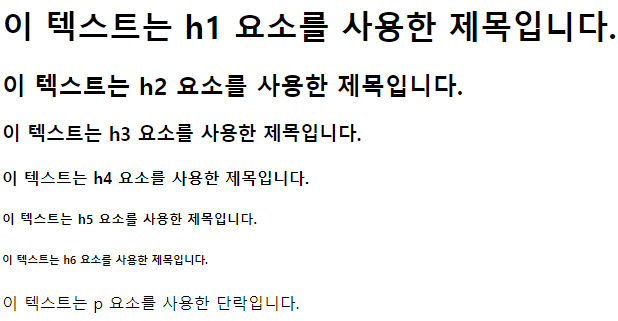 이 텍스트는 h1 요소를 사용한 제목입니다.
이 텍스트는 h2 요소를 사용한 제목입니다.
이 텍스트는 h3 요소를 사용한 제목입니다.
이 텍스트는 h4 요소를 사용한 제목입니다.
이 텍스트는 h5 요소를 사용한 제목입니다.
이 텍스트는 h6 요소를 사용한 제목입니다.
이 텍스트는 p 요소를 사용한 단락입니다.